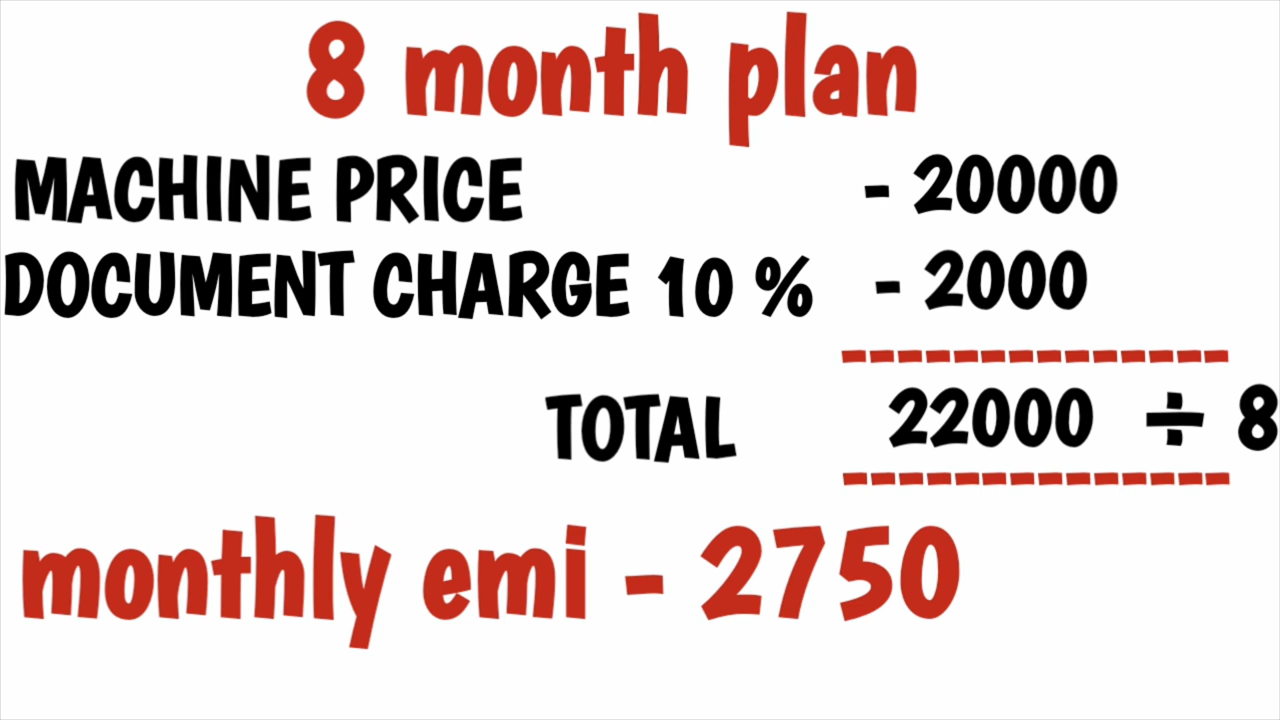 8 month plan
MACHINE PRICE - 20000
DOCUMENT CHARGE 10 % - 2000
--------------
TOTAL 22000 ÷ 8
--------------
monthly emi - 2750